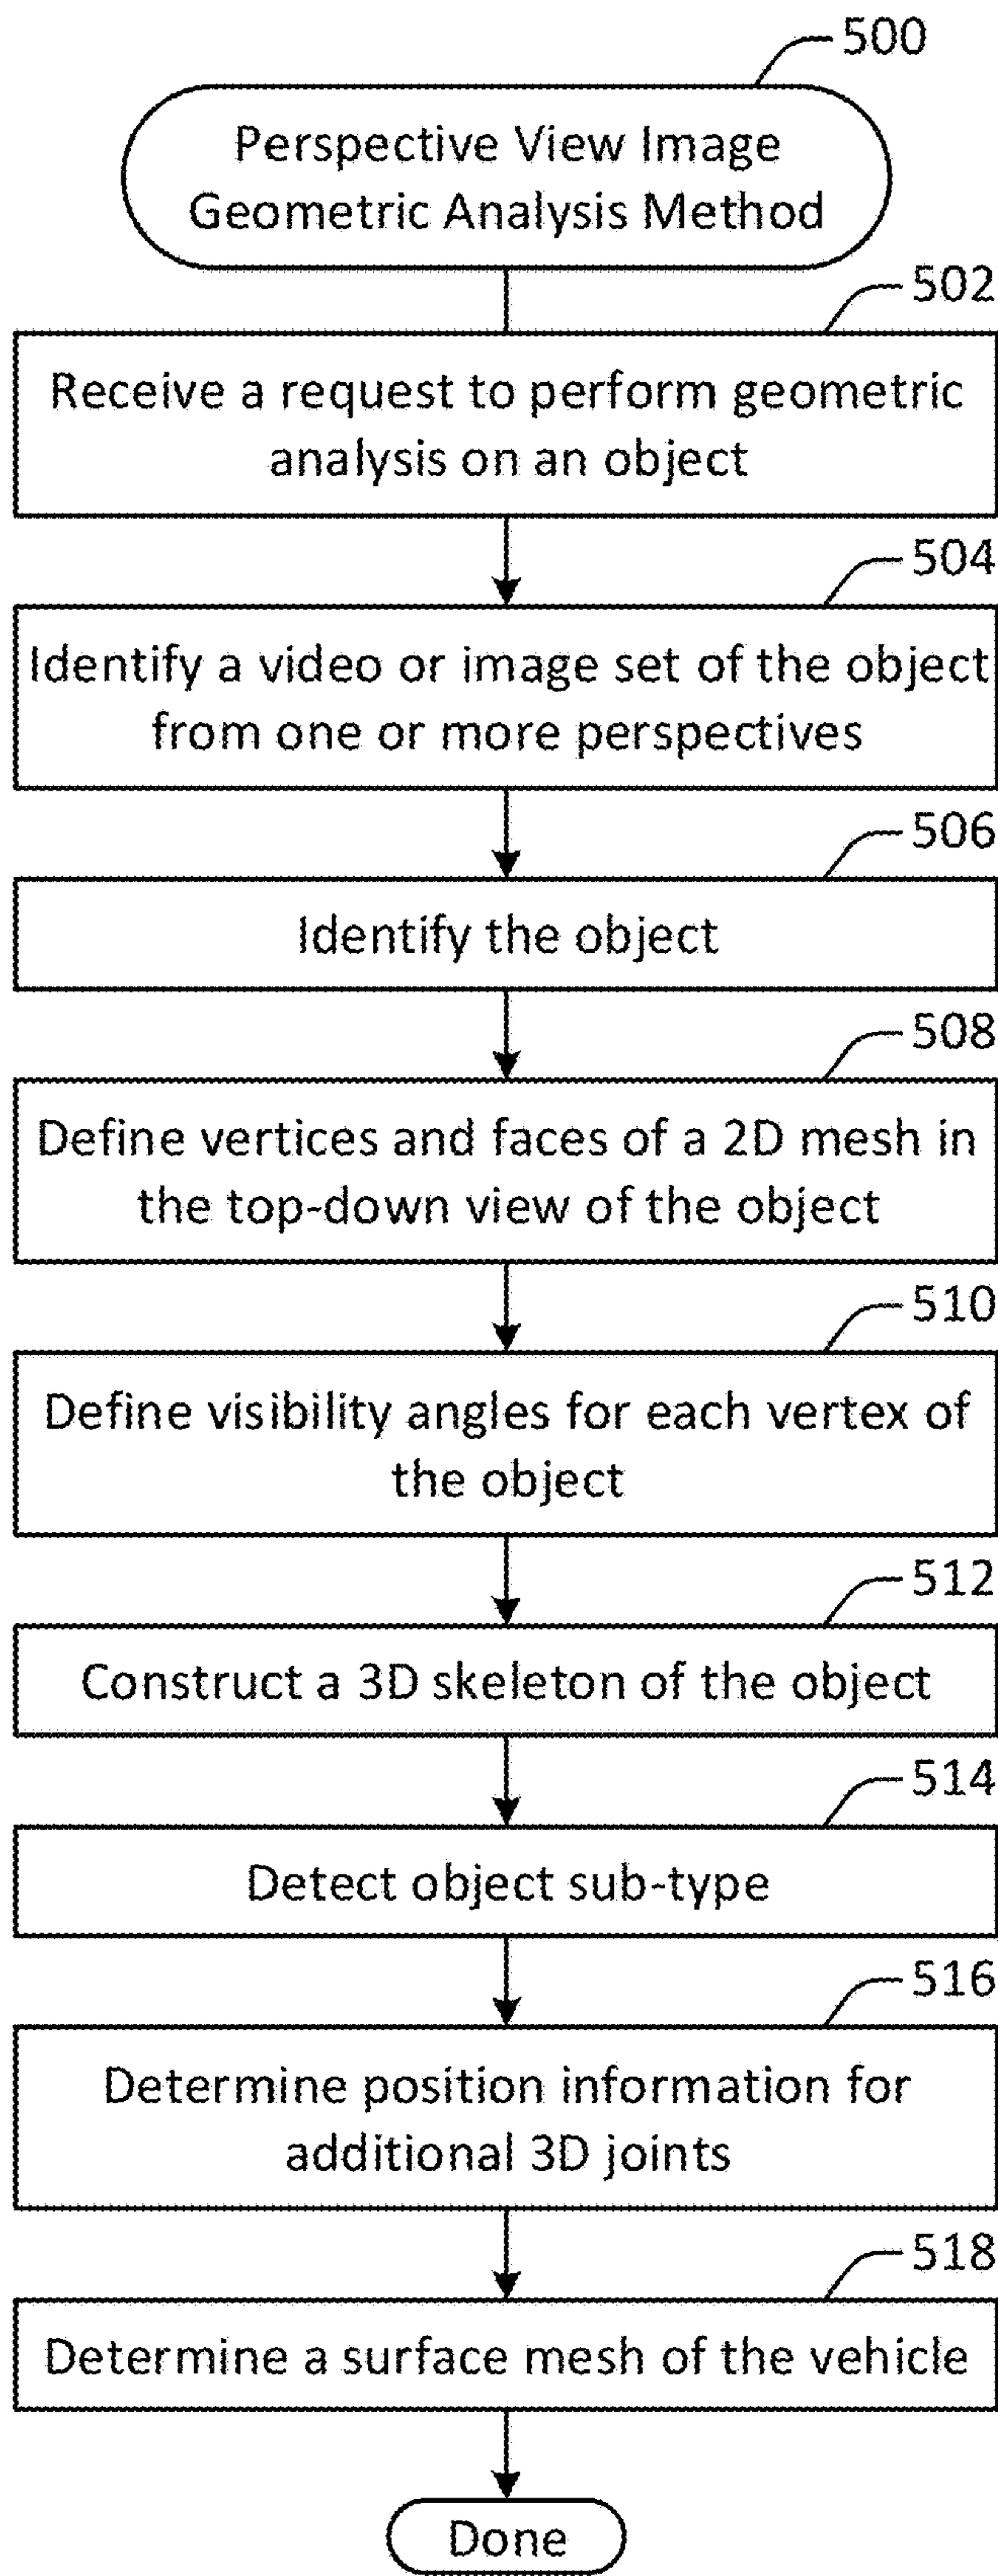 500
Perspective View Image
Geometric Analysis Method
502
Receive a request to perform geometric
analysis on an object
504
Identify a video or image set of the object
from one or more perspectives
506
Identify the object
508
Define vertices and faces of a 2D mesh in
the top-down view of the object
510
Define visibility angles for each vertex of
the object
512
Construct a 3D skeleton of the object
514
Detect object sub-type
516
Determine position information for
additional 3D joints
518
Determine a surface mesh of the vehicle
Done